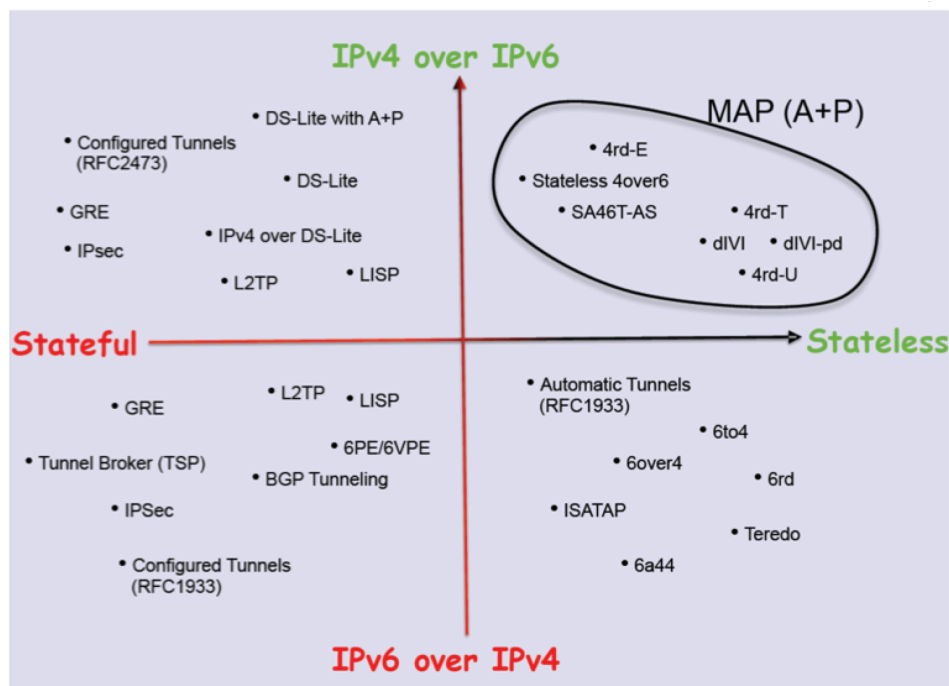 IPv4 over IPv6
MAP (A+P)
• DS-Lite with A+P
• Configured Tunnels
(RFC2473)
• DS-Lite
• GRE
• IPv4 over DS-Lite
• IPsec
• L2TP
• LISP
• 4rd-E
• Stateless 4over6
• SA46T-AS
• 4rd-T
• dIVI
• dIVI-pd
• 4rd-U
Stateful
Stateless
• L2TP
• LISP
• GRE
• 6PE/6VPE
• Tunnel Broker (TSP)
• BGP Tunneling
• IPSec
• Configured Tunnels
(RFC1933)
• Automatic Tunnels
(RFC1933)
• 6to4
• 6over4
• 6rd
• ISATAP
• Teredo
• 6a44
IPv6 over IPv4